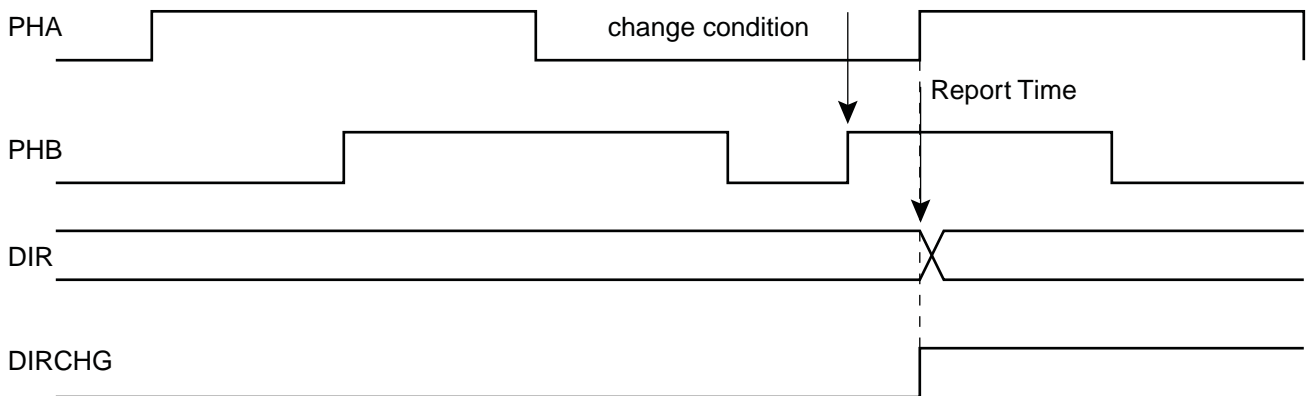 PHA
change condition
Report Time
PHB
DIR
DIRCHG